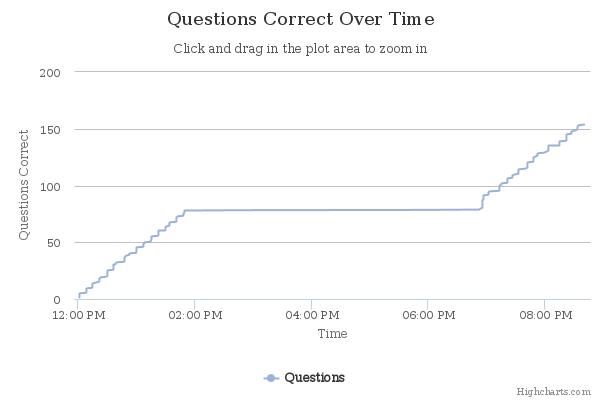 Questions Correct Over Time
Click and drag in the plot area to zoom in
Questions Correct
200
150
100
50
0
12:00 PM
02:00 PM
04:00 PM
06:00 PM
08:00 PM
Time
Questions
Highcharts.com